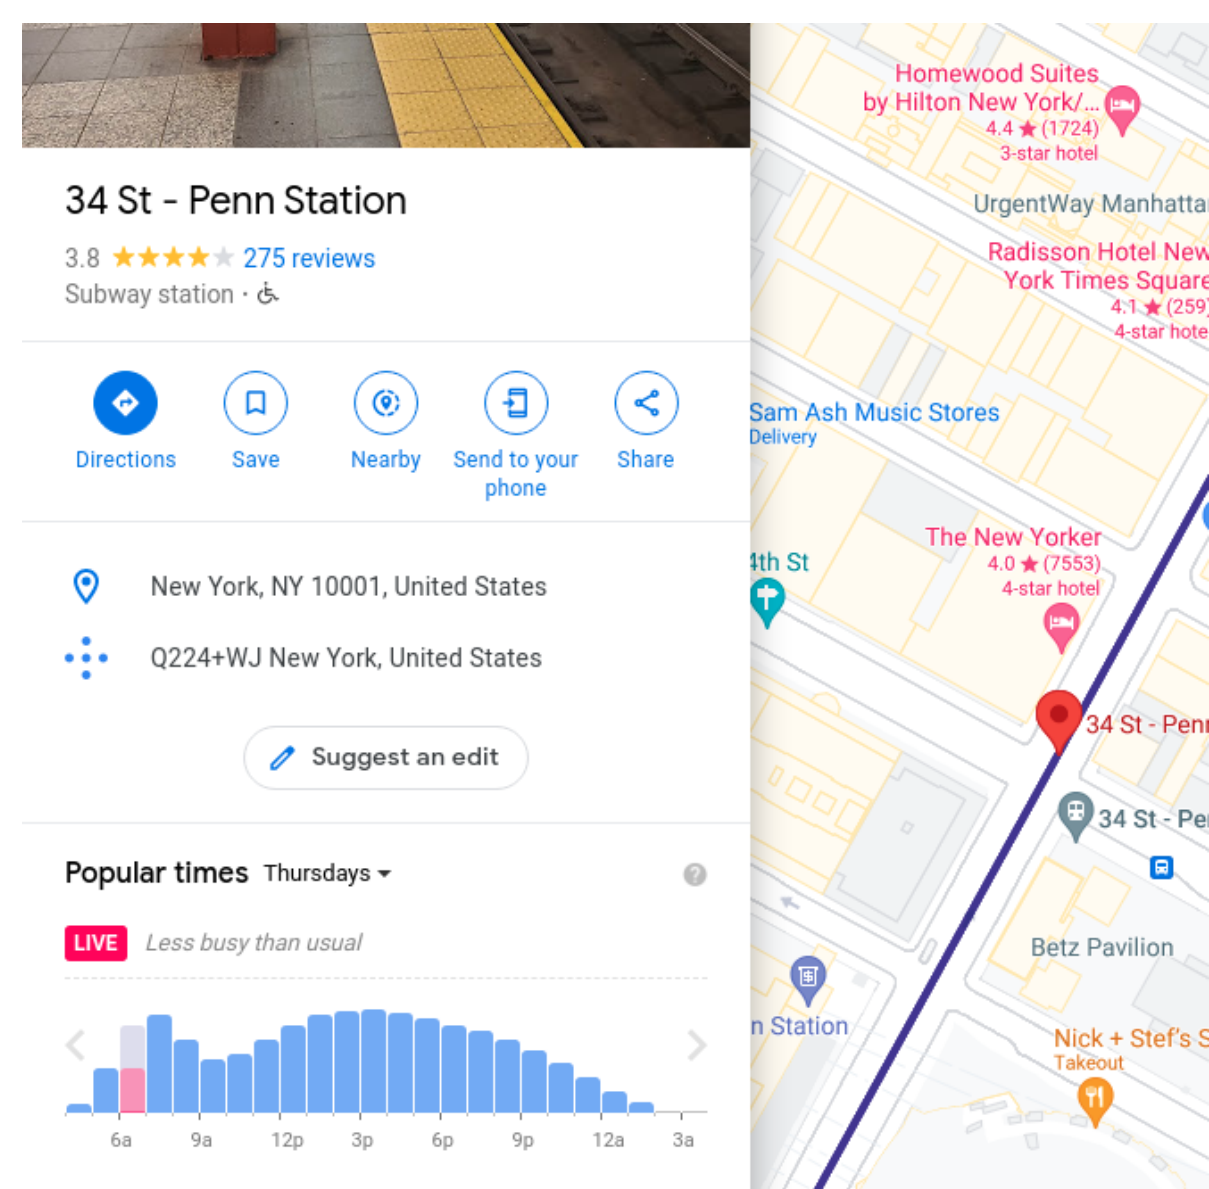 34 St - Penn Station
3.8 275 reviews
Subway station ·
Directions
Save
Nearby
Send to your
phone
Share
New York, NY 10001, United States
Q224+WJ New York, United States
Suggest an edit
Popular times Thursdays
?
LIVE Less busy than usual
6a 9a 12p 3p 6p 9p 12a 3a
Homewood Suites
by Hilton New York/...
4.4 ★ (1724)
3-star hotel
UrgentWay Manhatta
Radisson Hotel New
York Times Square
4.1 ★ (259)
4-star hote
Sam Ash Music Stores
Delivery
The New Yorker
4.0 ★ (7553)
4-star hotel
4th St
34 St - Penn
34 St - Pe
Betz Pavilion
n Station
Nick + Stef's S
Takeout